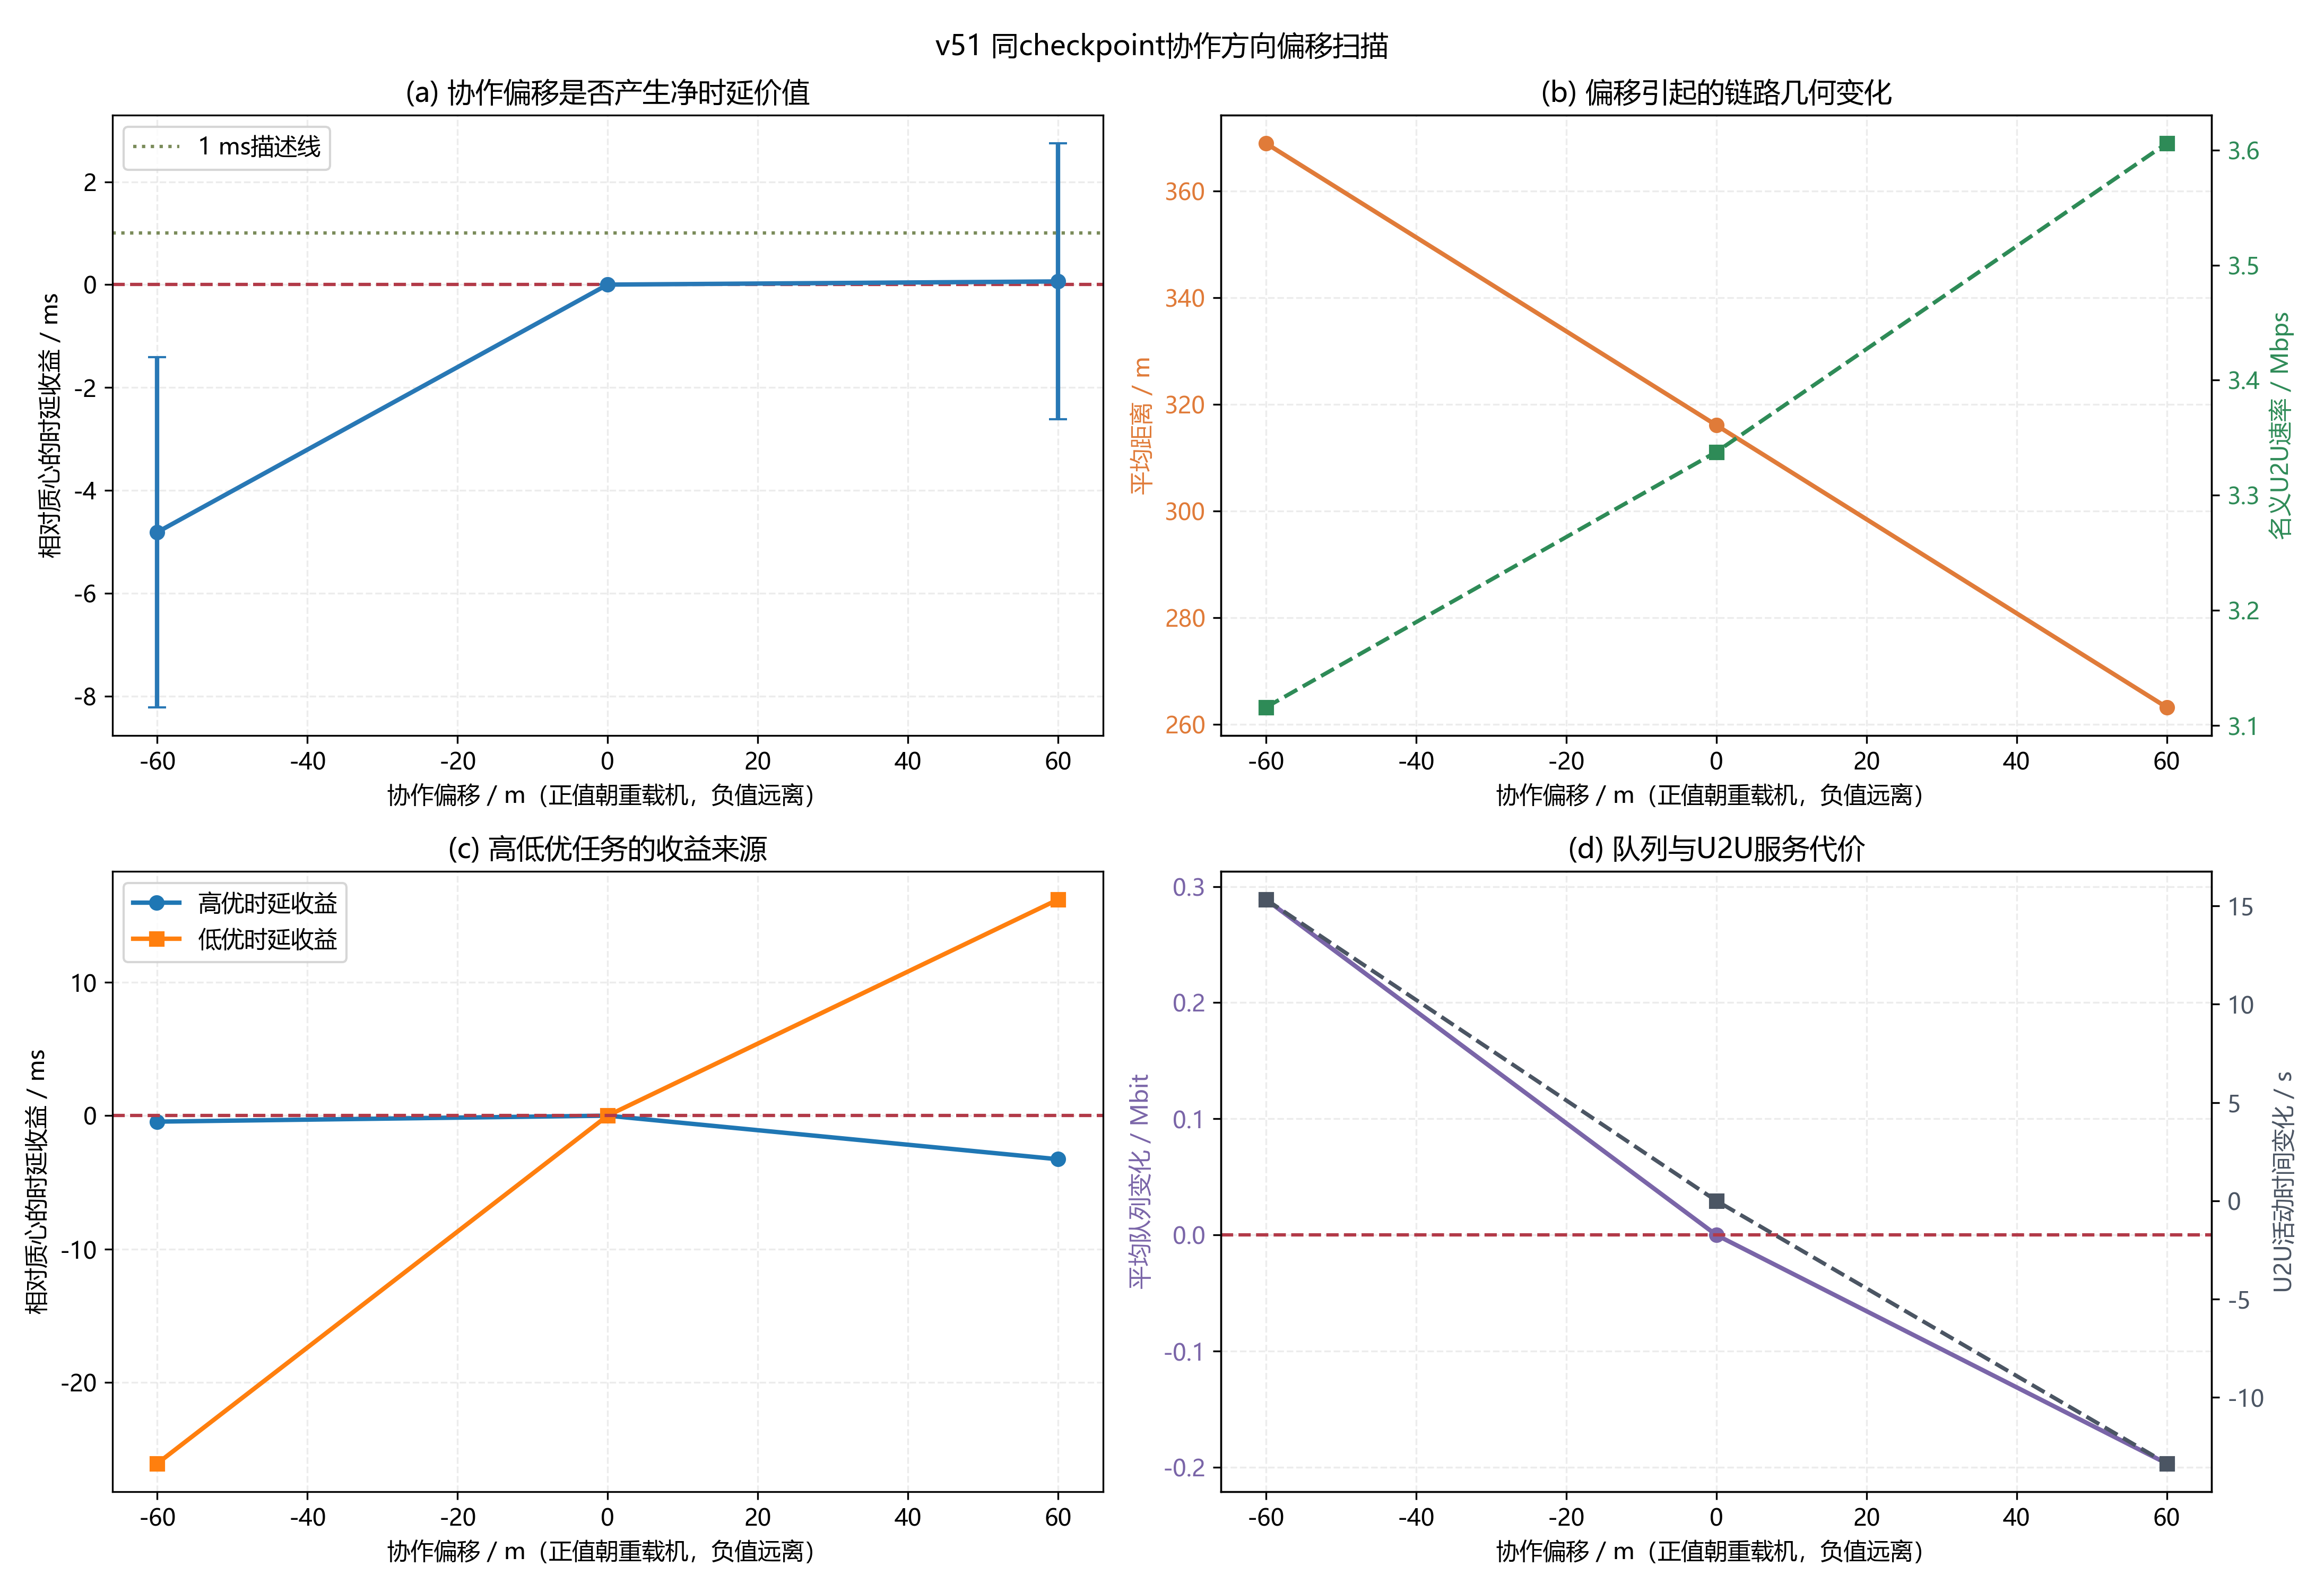 v51 同checkpoint协作方向偏移扫描
(a) 协作偏移是否产生净时延价值
1 ms描述线
2
0
-2
-4
-6
-8
相对质心的时延收益 / ms
-60 -40 -20 0 20 40 60
协作偏移 / m（正值朝重载机，负值远离）
(b) 偏移引起的链路几何变化
360
340
320
300
280
260
平均距离 / m
3.6
3.5
3.4
3.3
3.2
3.1
名义U2U速率 / Mbps
-60 -40 -20 0 20 40 60
协作偏移 / m（正值朝重载机，负值远离）
(c) 高低优任务的收益来源
高优时延收益
低优时延收益
10
0
-10
-20
相对质心的时延收益 / ms
-60 -40 -20 0 20 40 60
协作偏移 / m（正值朝重载机，负值远离）
(d) 队列与U2U服务代价
0.3
0.2
0.1
0.0
-0.1
-0.2
平均队列变化 / Mbit
15
10
5
0
-5
-10
U2U活动时间变化 / s
-60 -40 -20 0 20 40 60
协作偏移 / m（正值朝重载机，负值远离）